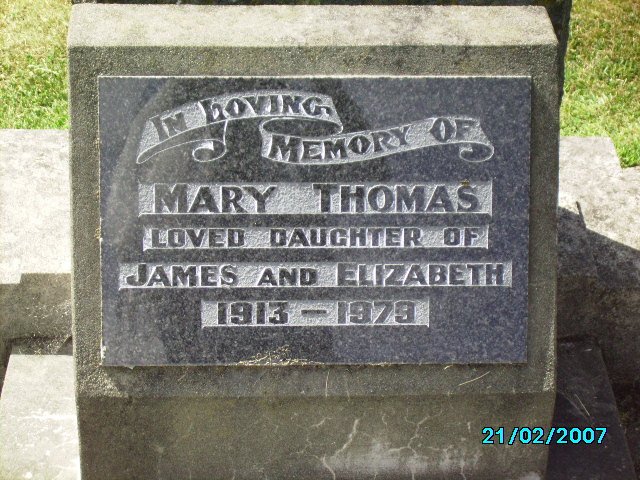 IN LOVING
MEMORY OF
MARY THOMAS
LOVED DAUGHTER OF
JAMES AND ELIZABETH
1913 — 1979
21/02/2007